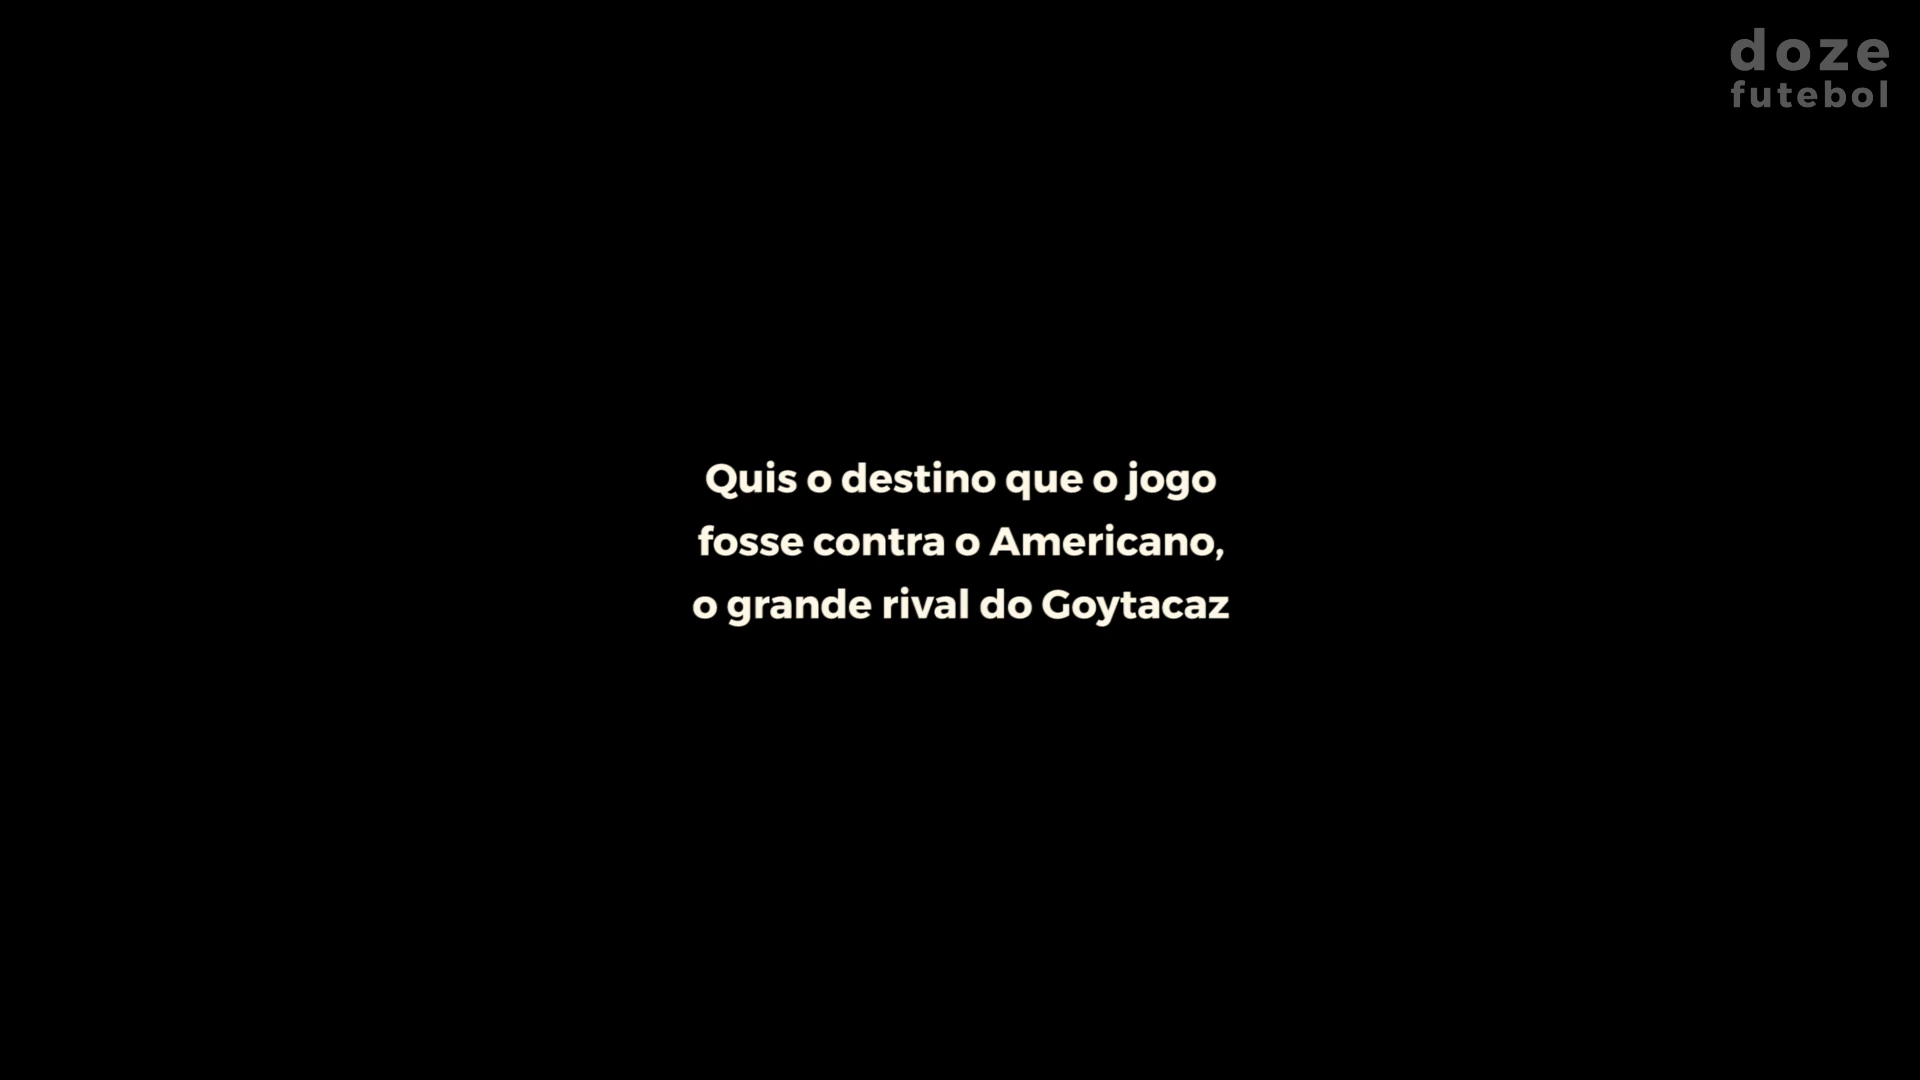 doze
futebol
Quis o destino que o jogo
fosse contra o Americano,
o grande rival do Goytacaz